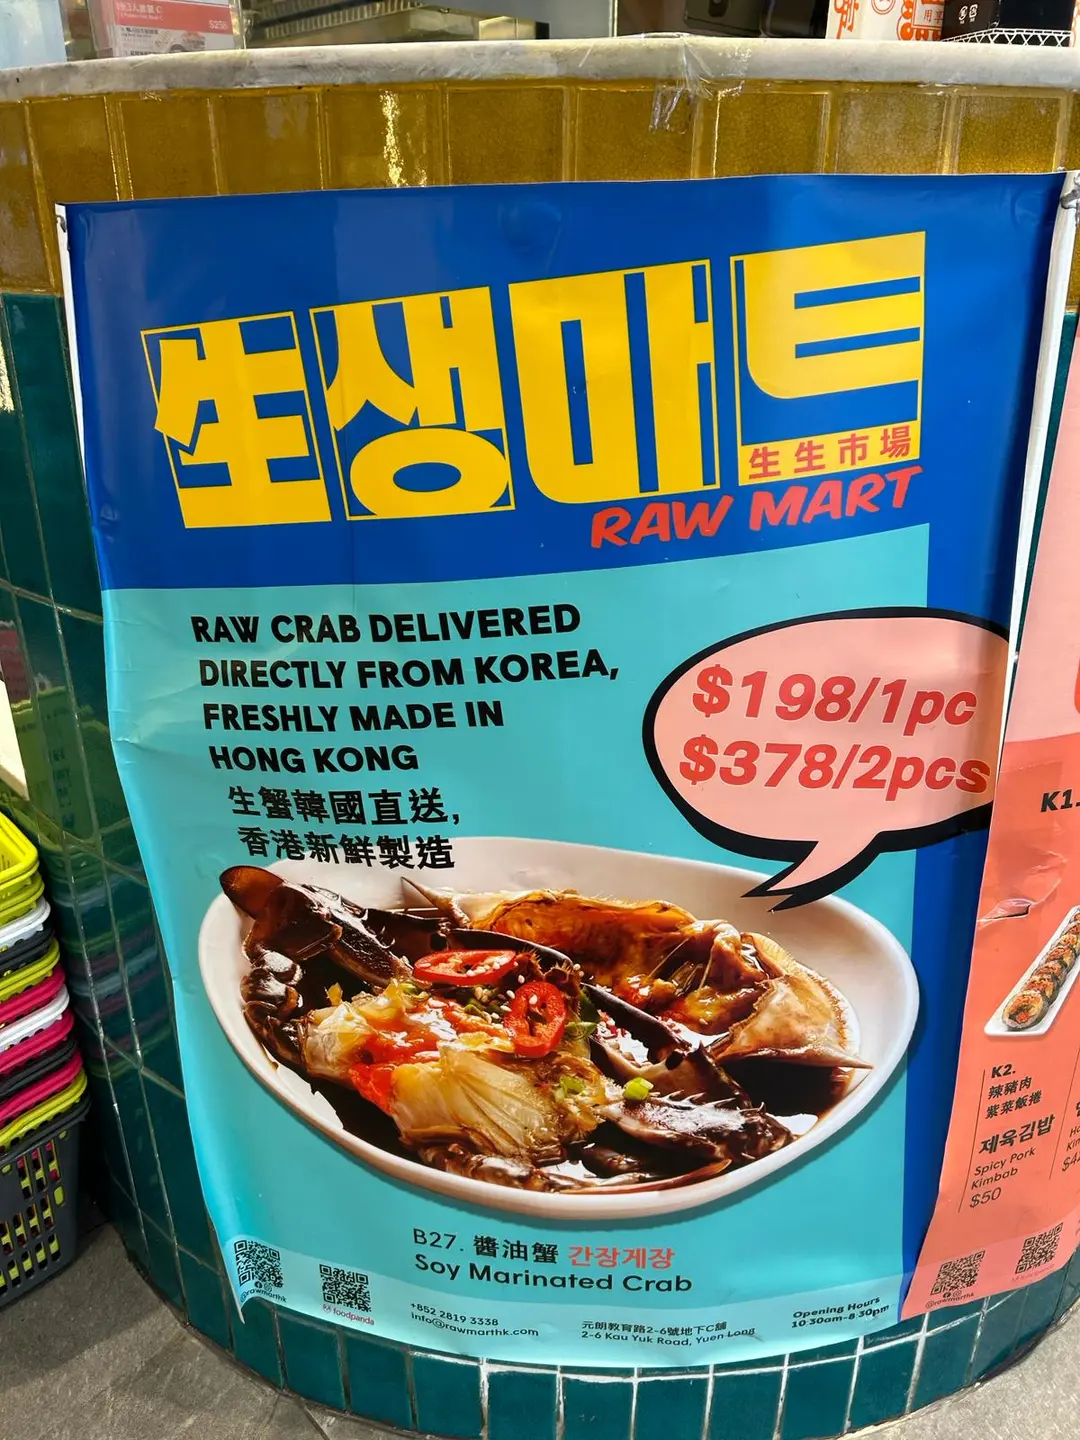 生생마트
生生市場
RAW MART
RAW CRAB DELIVERED
DIRECTLY FROM KOREA,
FRESHLY MADE IN
HONG KONG
生蟹韓國直送,
香港新鮮製造
$198/1pc
$378/2pcs
B27. 醬油蟹 간장게장
Soy Marinated Crab
@rawmarthk
foodpanda
+852 2819 3338
info@rawmarthk.com
元朗教育路2-6號地下C舖
2-6 Kau Yuk Road, Yuen Long
Opening Hours
10:30am-8:30pm
K1.
K2.
辣豬肉
紫菜飯捲
제육김밥
Spicy Pork
Kimbab
$50
@rawmarthk